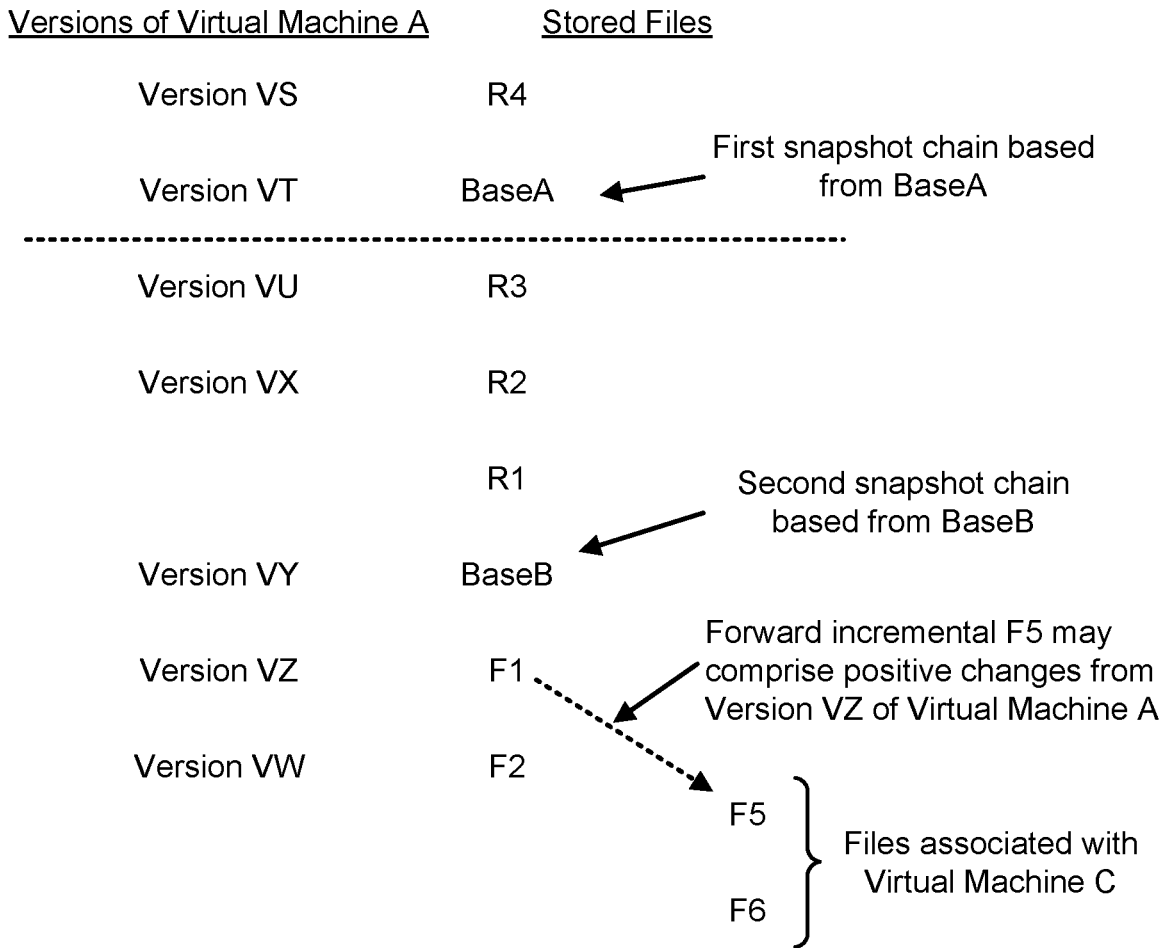 Versions of Virtual Machine A
Stored Files
Version VS
R4
First snapshot chain based
from BaseA
Version VT
BaseA
Version VU
R3
Version VX
R2
R1
Second snapshot chain
based from BaseB
Version VY
BaseB
Version VZ
F1
Forward incremental F5 may
comprise positive changes from
Version VZ of Virtual Machine A
Version VW
F2
F5
Files associated with
Virtual Machine C
F6